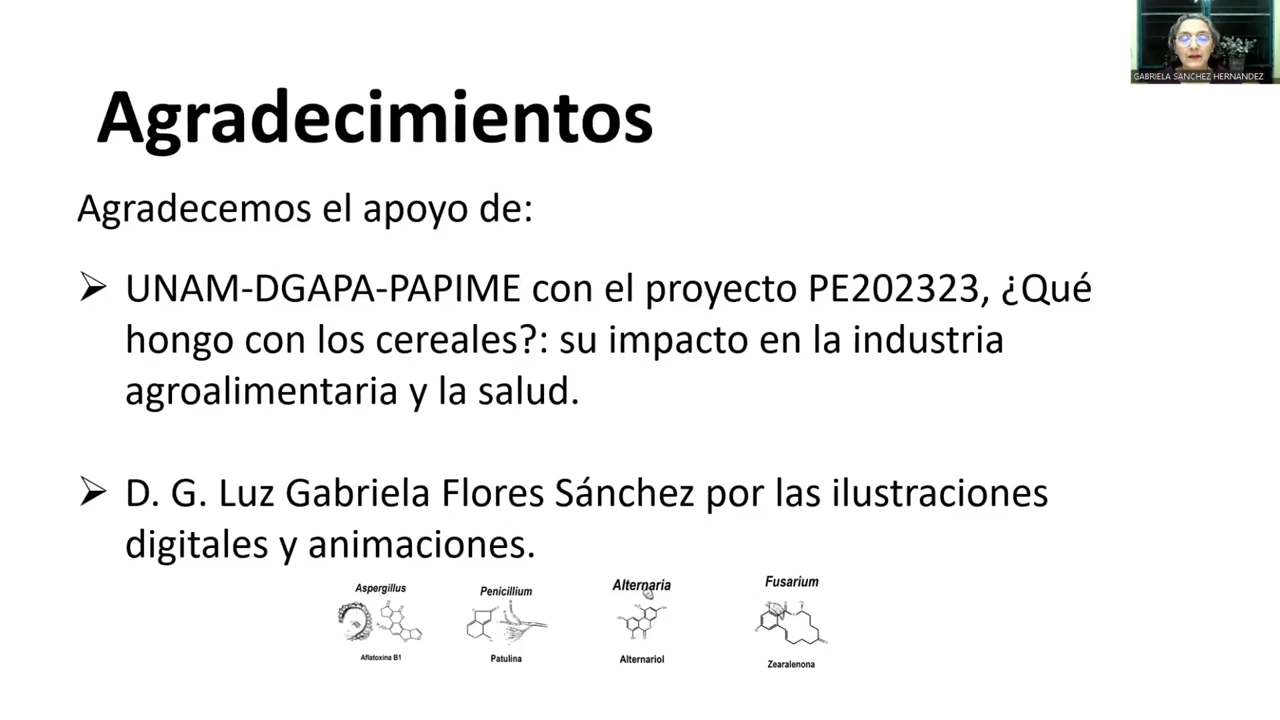 GABRIELA SANCHEZ HERNANDEZ
Agradecimientos
Agradecemos el apoyo de:
➢ UNAM-DGAPA-PAPIME con el proyecto PE202323, ¿Qué
hongo con los cereales?: su impacto en la industria
agroalimentaria y la salud.
➢ D. G. Luz Gabriela Flores Sánchez por las ilustraciones
digitales y animaciones.
Aspergillus
Penicillium
Alternaria
Fusarium
Aflatoxina B1
Patulina
Alternariol
Zearalenona